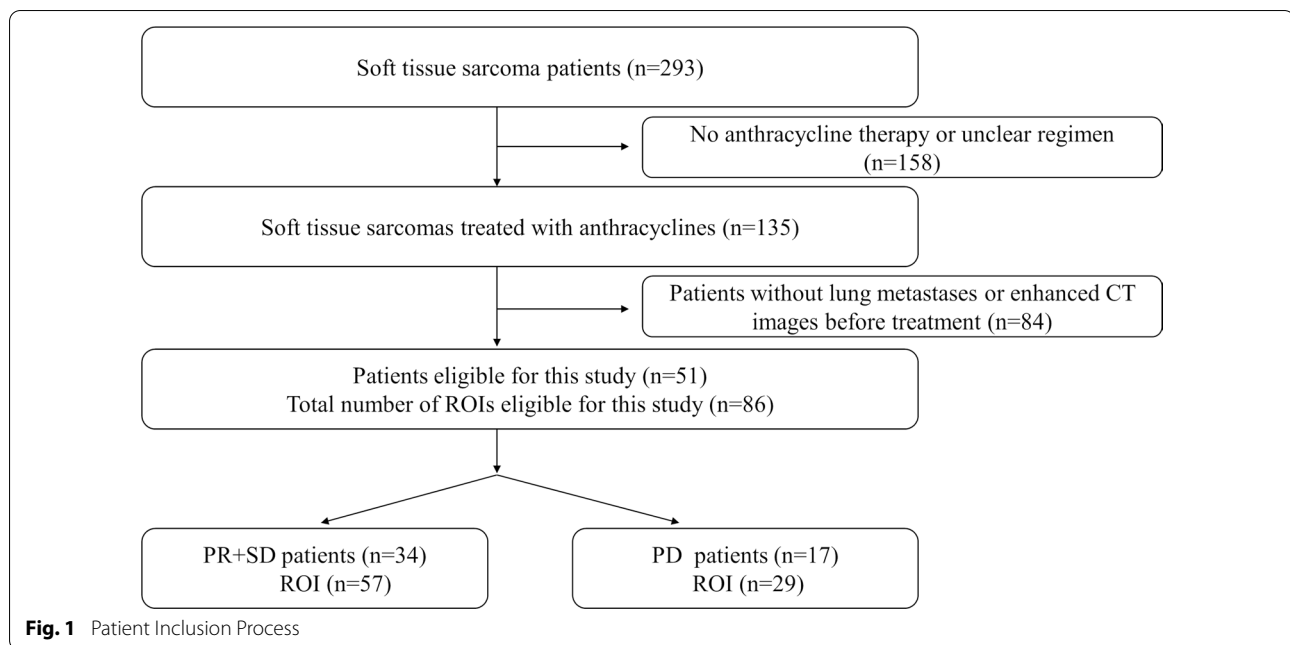 Soft tissue sarcoma patients (n=293)
No anthracycline therapy or unclear regimen
(n=158)
Soft tissue sarcomas treated with anthracyclines (n=135)
Patients without lung metastases or enhanced CT
images before treatment (n=84)
Patients eligible for this study (n=51)
Total number of ROIs eligible for this study (n=86)
PR+SD patients (n=34)
ROI (n=57)
PD patients (n=17)
ROI (n=29)
Fig. 1 Patient Inclusion Process